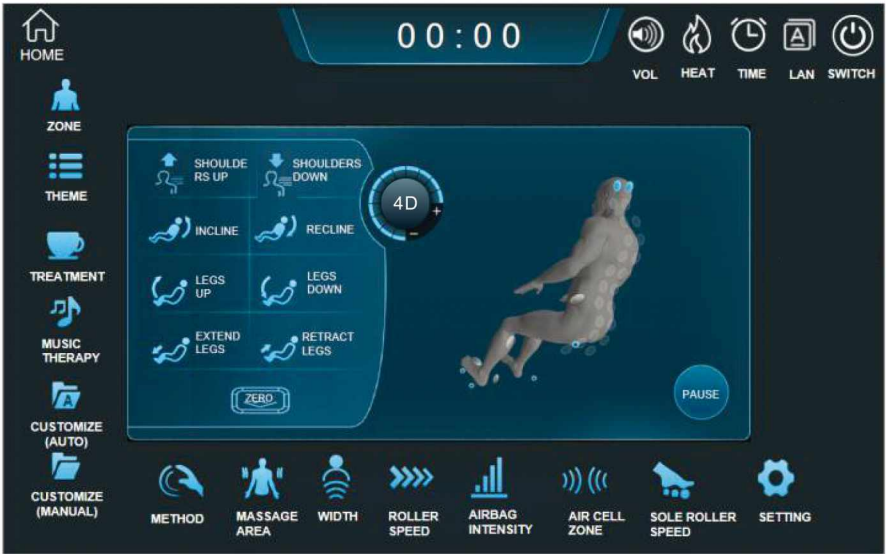 HOME
00:00
VOL
HEAT
TIME
A
LAN
SWITCH
ZONE
THEME
TREATMENT
MUSIC
THERAPY
A
CUSTOMIZE
(AUTO)
CUSTOMIZE
(MANUAL)
SHOULDE
RS UP
SHOULDERS
DOWN
INCLINE
RECLINE
LEGS
UP
LEGS
DOWN
EXTEND
LEGS
RETRACT
LEGS
ZERO
4D
+
-
PAUSE
METHOD
MASSAGE
AREA
WIDTH
ROLLER
SPEED
AIRBAG
INTENSITY
AIR CELL
ZONE
SOLE ROLLER
SPEED
SETTING